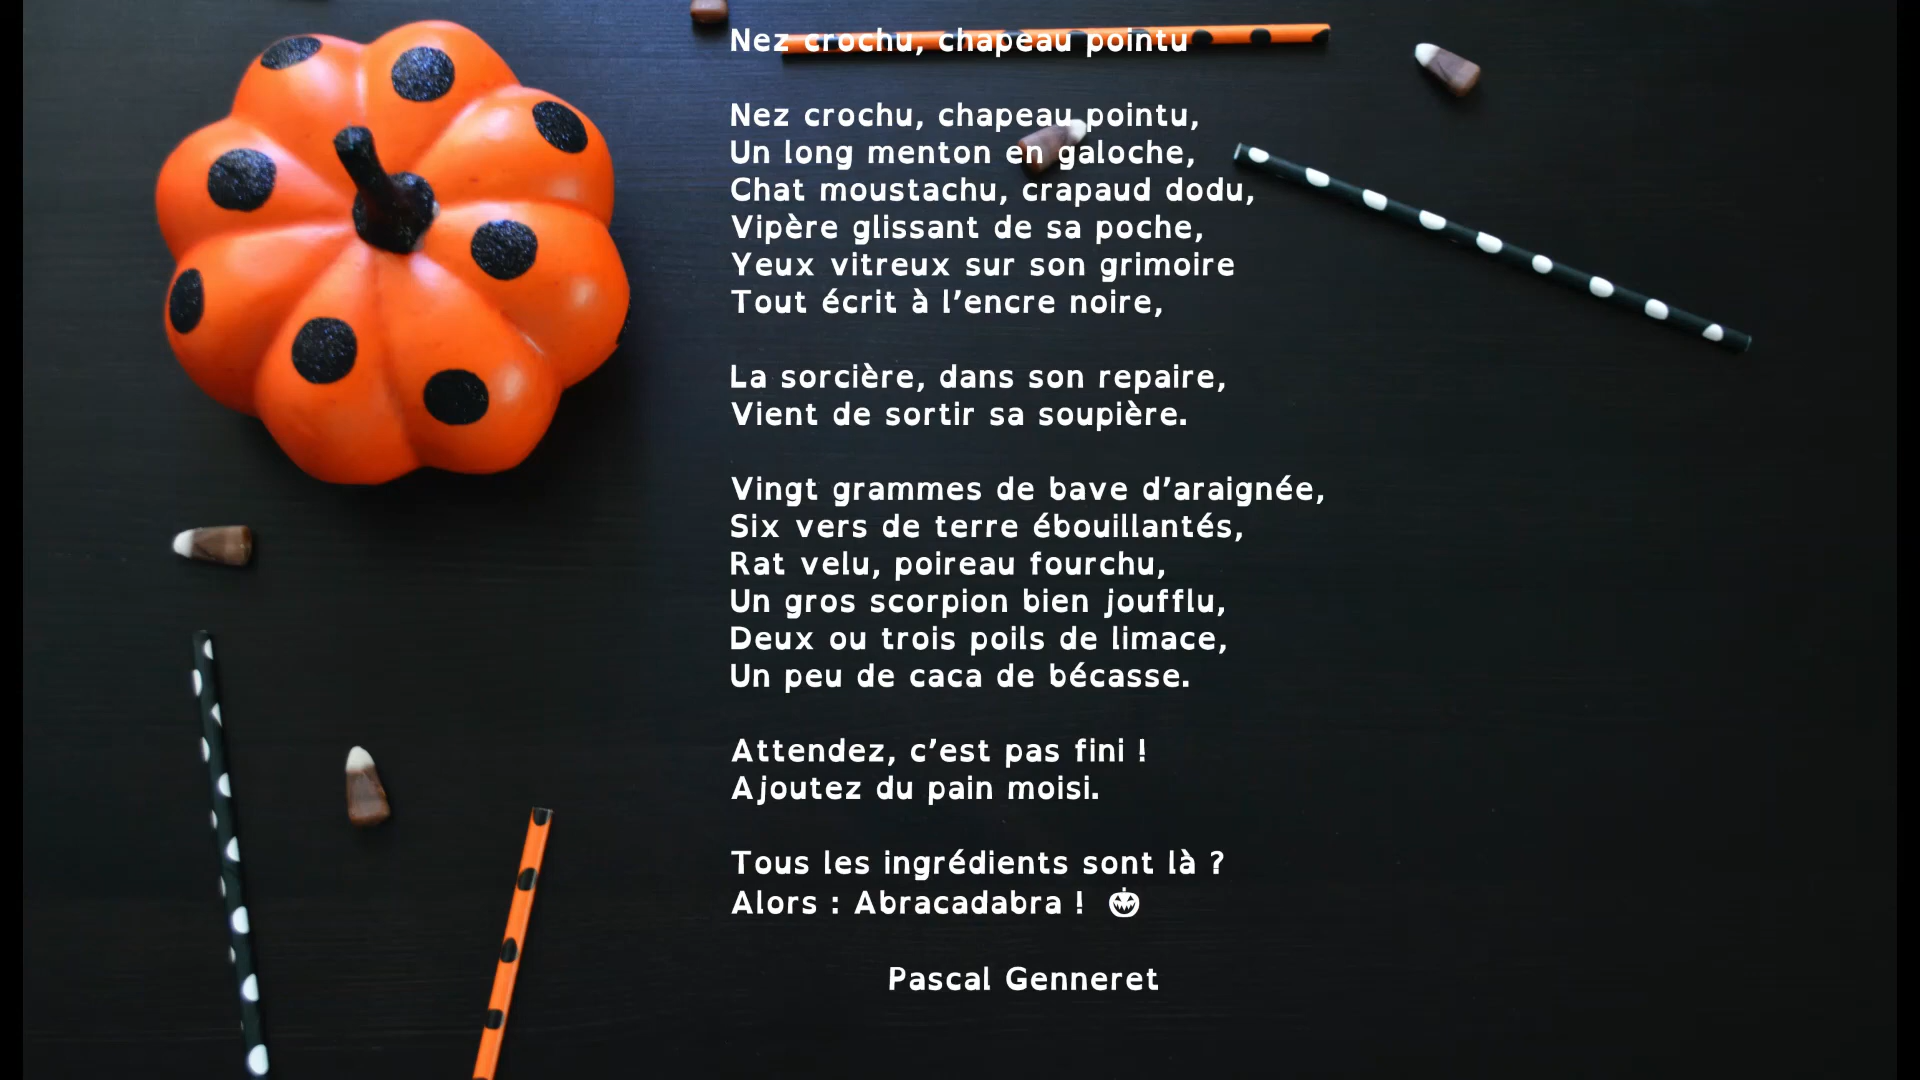 Nez crochu, chapeau pointu
Nez crochu, chapeau pointu,
Un long menton en galoche,
Chat moustachu, crapaud dodu,
Vipère glissant de sa poche,
Yeux vitreux sur son grimoire
Tout écrit à l’encre noire,
La sorcière, dans son repaire,
Vient de sortir sa soupière.
Vingt grammes de bave d’araignée,
Six vers de terre ébouillantés,
Rat velu, poireau fourchu,
Un gros scorpion bien joufflu,
Deux ou trois poils de limace,
Un peu de caca de bécasse.
Attendez, c’est pas fini !
Ajoutez du pain moisi.
Tous les ingrédients sont là ?
Alors : Abracadabra ! 🎃
Pascal Genneret